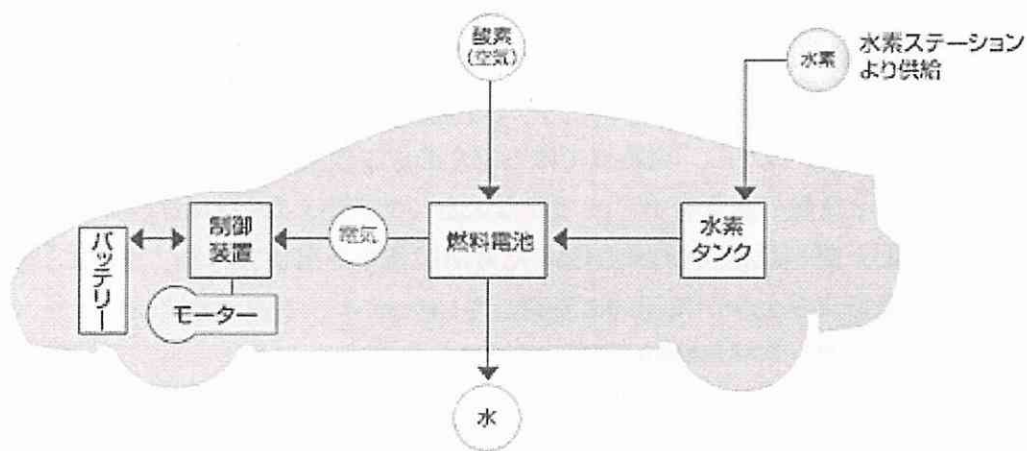 酸素
(空気)
水素
水素ステーション
より供給
バッテリー
制御
装置
モーター
電気
燃料電池
水素
タンク
水